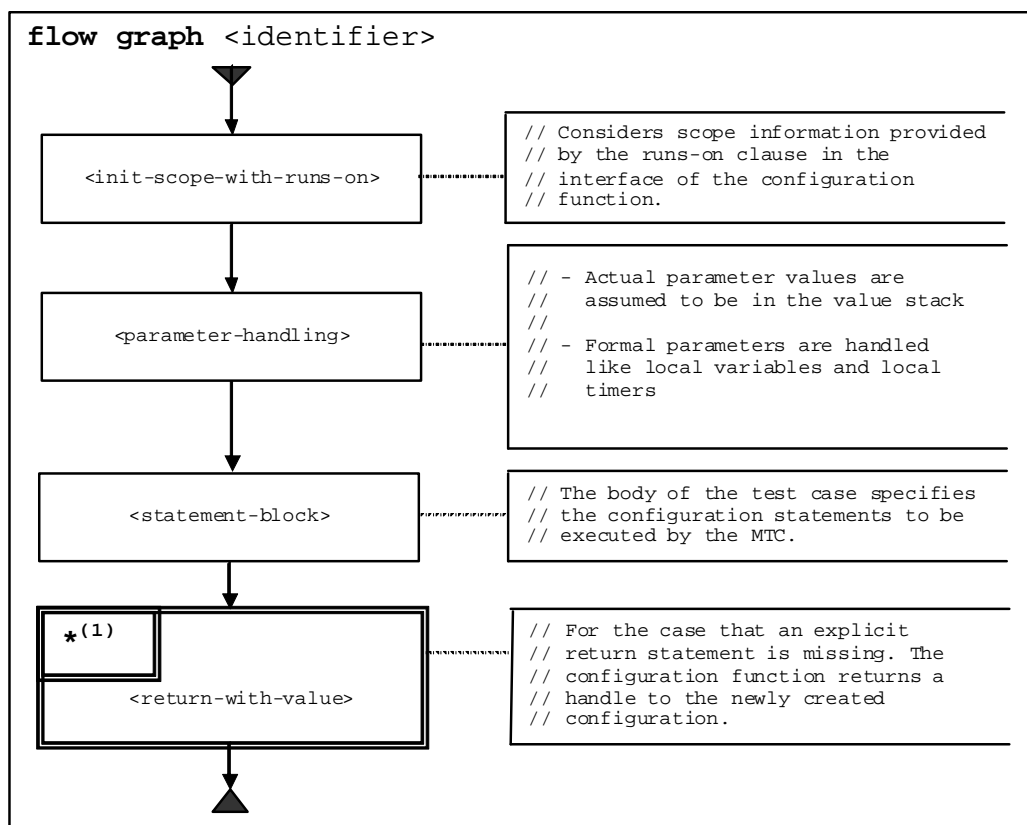 flow graph <identifier>
<init-scope-with-runs-on>
// Considers scope information provided
// by the runs-on clause in the
// interface of the configuration
// function.
<parameter-handling>
// - Actual parameter values are
//   assumed to be in the value stack
//
// - Formal parameters are handled
//   like local variables and local
//   timers
<statement-block>
// The body of the test case specifies
// the configuration statements to be
// executed by the MTC.
*(1)
<return-with-value>
// For the case that an explicit
// return statement is missing. The
// configuration function returns a
// handle to the newly created
// configuration.